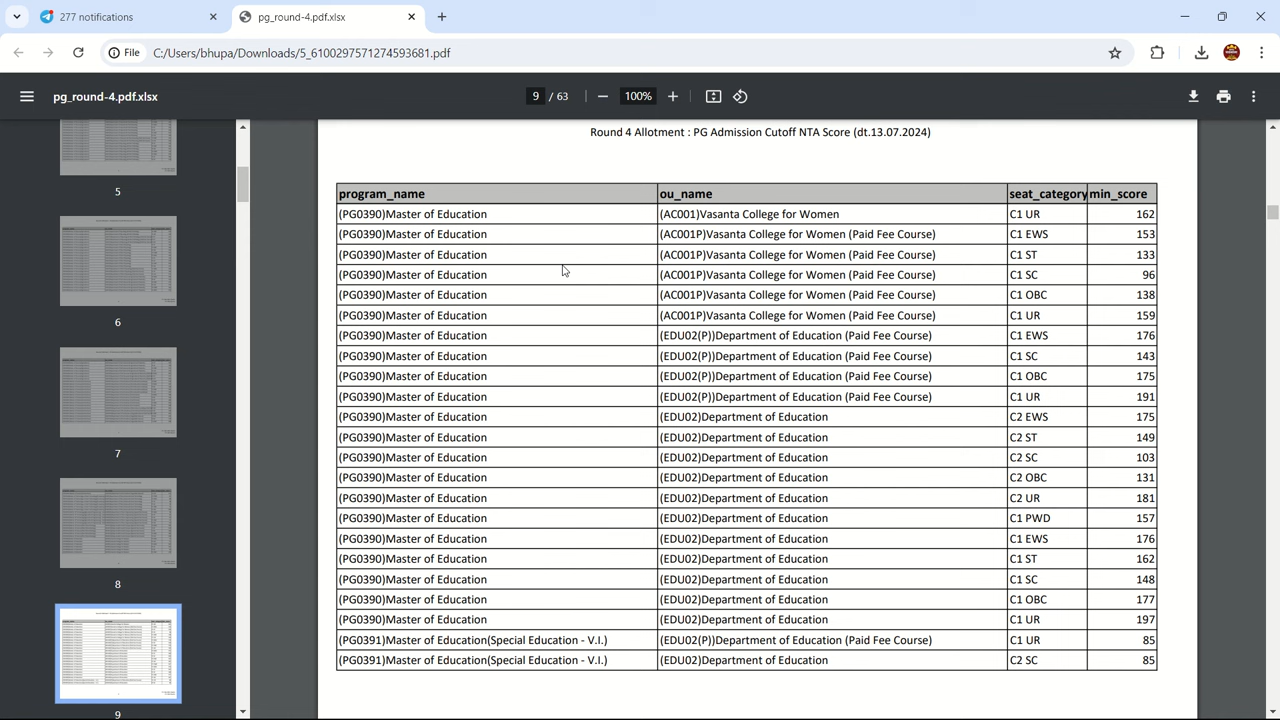 277 notifications
pg_round-4.pdf.xlsx
File C:/Users/bhupa/Downloads/5_6100297571274593681.pdf
pg_round-4.pdf.xlsx
9 / 63
100%
5
6
7
8
9
Round 4 Allotment : PG Admission Cutoff NTA Score (dt.13.07.2024)
program_name ou_name seat_category min_score
(PG0390)Master of Education (AC001)Vasanta College for Women C1 UR 162
(PG0390)Master of Education (AC001P)Vasanta College for Women (Paid Fee Course) C1 EWS 153
(PG0390)Master of Education (AC001P)Vasanta College for Women (Paid Fee Course) C1 ST 133
(PG0390)Master of Education (AC001P)Vasanta College for Women (Paid Fee Course) C1 SC 96
(PG0390)Master of Education (AC001P)Vasanta College for Women (Paid Fee Course) C1 OBC 138
(PG0390)Master of Education (AC001P)Vasanta College for Women (Paid Fee Course) C1 UR 159
(PG0390)Master of Education (EDU02(P))Department of Education (Paid Fee Course) C1 EWS 176
(PG0390)Master of Education (EDU02(P))Department of Education (Paid Fee Course) C1 SC 143
(PG0390)Master of Education (EDU02(P))Department of Education (Paid Fee Course) C1 OBC 175
(PG0390)Master of Education (EDU02(P))Department of Education (Paid Fee Course) C1 UR 191
(PG0390)Master of Education (EDU02)Department of Education C2 EWS 175
(PG0390)Master of Education (EDU02)Department of Education C2 ST 149
(PG0390)Master of Education (EDU02)Department of Education C2 SC 103
(PG0390)Master of Education (EDU02)Department of Education C2 OBC 131
(PG0390)Master of Education (EDU02)Department of Education C2 UR 181
(PG0390)Master of Education (EDU02)Department of Education C1 PWD 157
(PG0390)Master of Education (EDU02)Department of Education C1 EWS 176
(PG0390)Master of Education (EDU02)Department of Education C1 ST 162
(PG0390)Master of Education (EDU02)Department of Education C1 SC 148
(PG0390)Master of Education (EDU02)Department of Education C1 OBC 177
(PG0390)Master of Education (EDU02)Department of Education C1 UR 197
(PG0391)Master of Education(Special Education - V.I.) (EDU02(P))Department of Education (Paid Fee Course) C1 UR 85
(PG0391)Master of Education(Special Education - V.I.) (EDU02)Department of Education C2 SC 85